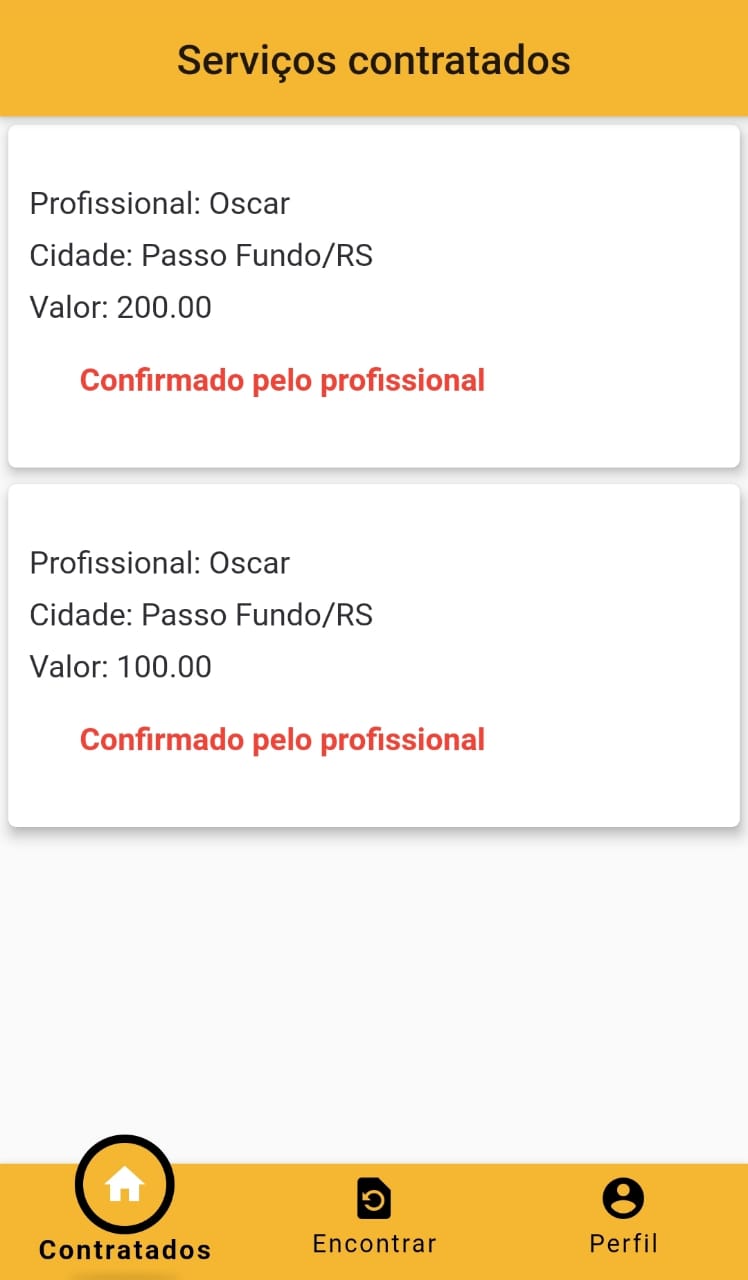 Serviços contratados
Profissional: Oscar
Cidade: Passo Fundo/RS
Valor: 200.00
Confirmado pelo profissional
Profissional: Oscar
Cidade: Passo Fundo/RS
Valor: 100.00
Confirmado pelo profissional
Contratados
Encontrar
Perfil